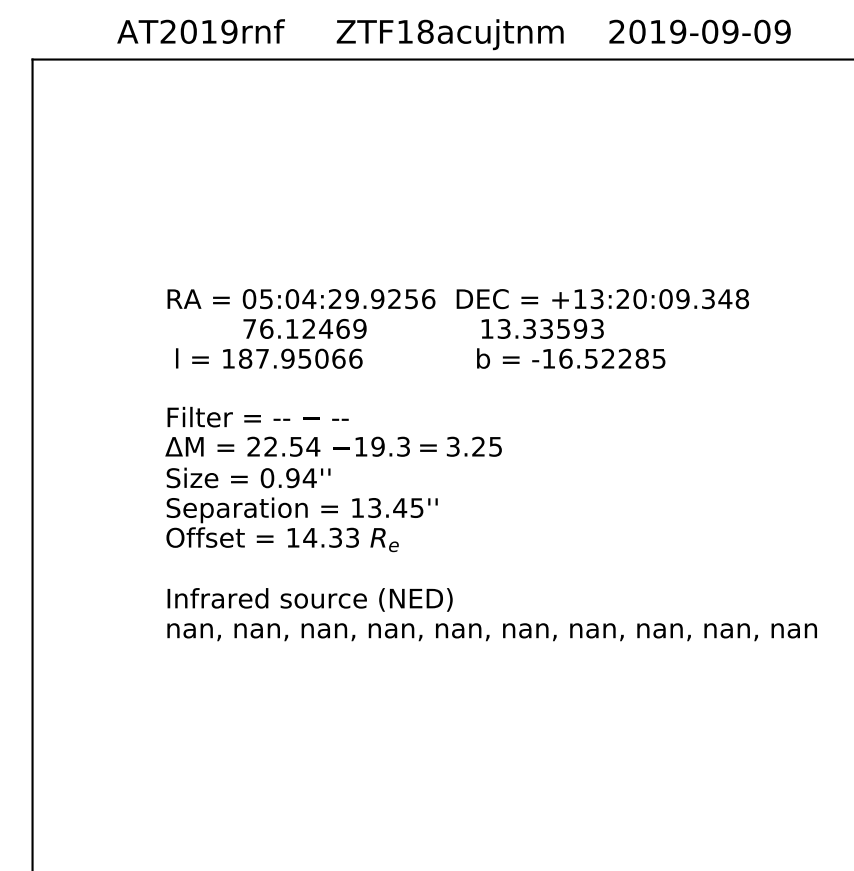 AT2019rnf ZTF18acujtnm 2019-09-09
RA = 05:04:29.9256 DEC = +13:20:09.348
76.12469 13.33593
l = 187.95066 b = -16.52285
Filter = -- − --
ΔM = 22.54 −19.3 = 3.25
Size = 0.94''
Separation = 13.45''
Offset = 14.33 Re
Infrared source (NED)
nan, nan, nan, nan, nan, nan, nan, nan, nan, nan